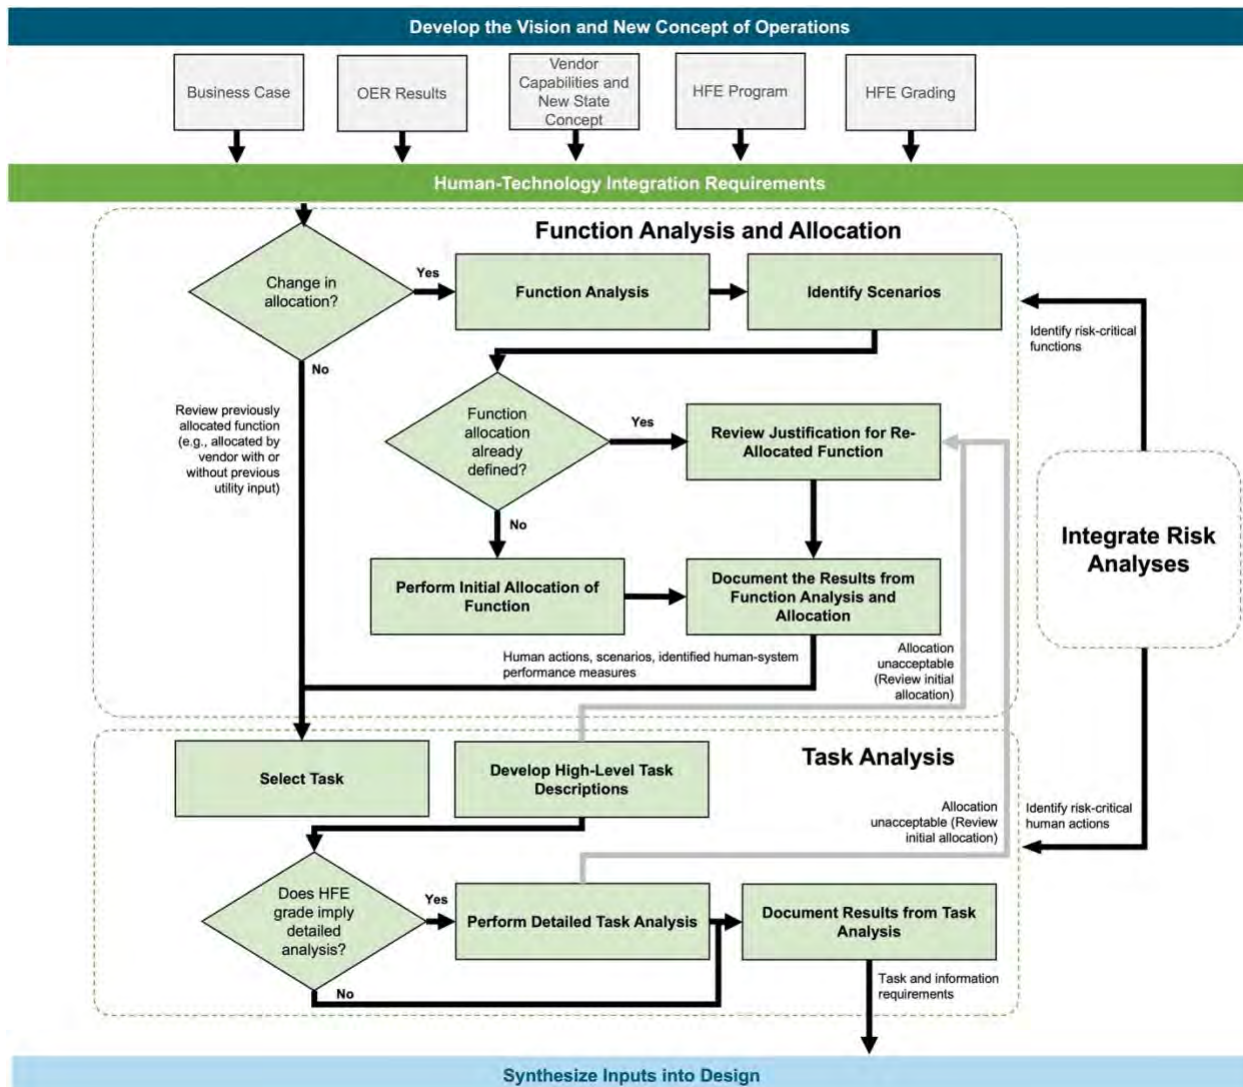 Develop the Vision and New Concept of Operations
Business Case
OER Results
Vendor
Capabilities and
New State
Concept
HFE Program
HFE Grading
Human-Technology Integration Requirements
Function Analysis and Allocation
Change in
allocation?
Yes
Function Analysis
Identify Scenarios
Identify risk-critical
functions
No
Review previously
allocated function
(e.g., allocated by
vendor with or
without previous
utility input)
Function
allocation
already
defined?
Yes
Review Justification for Re-
Allocated Function
No
Integrate Risk
Analyses
Perform Initial Allocation of
Function
Document the Results from
Function Analysis and
Allocation
Human actions, scenarios, identified human-system
performance measures
Allocation
unacceptable
(Review initial
allocation)
Task Analysis
Select Task
Develop High-Level Task
Descriptions
Allocation
unacceptable (Review
initial allocation)
Identify risk-critical
human actions
Does HFE
grade imply
detailed
analysis?
Yes
Perform Detailed Task Analysis
Document Results from Task
Analysis
No
Task and information
requirements
Synthesize Inputs into Design